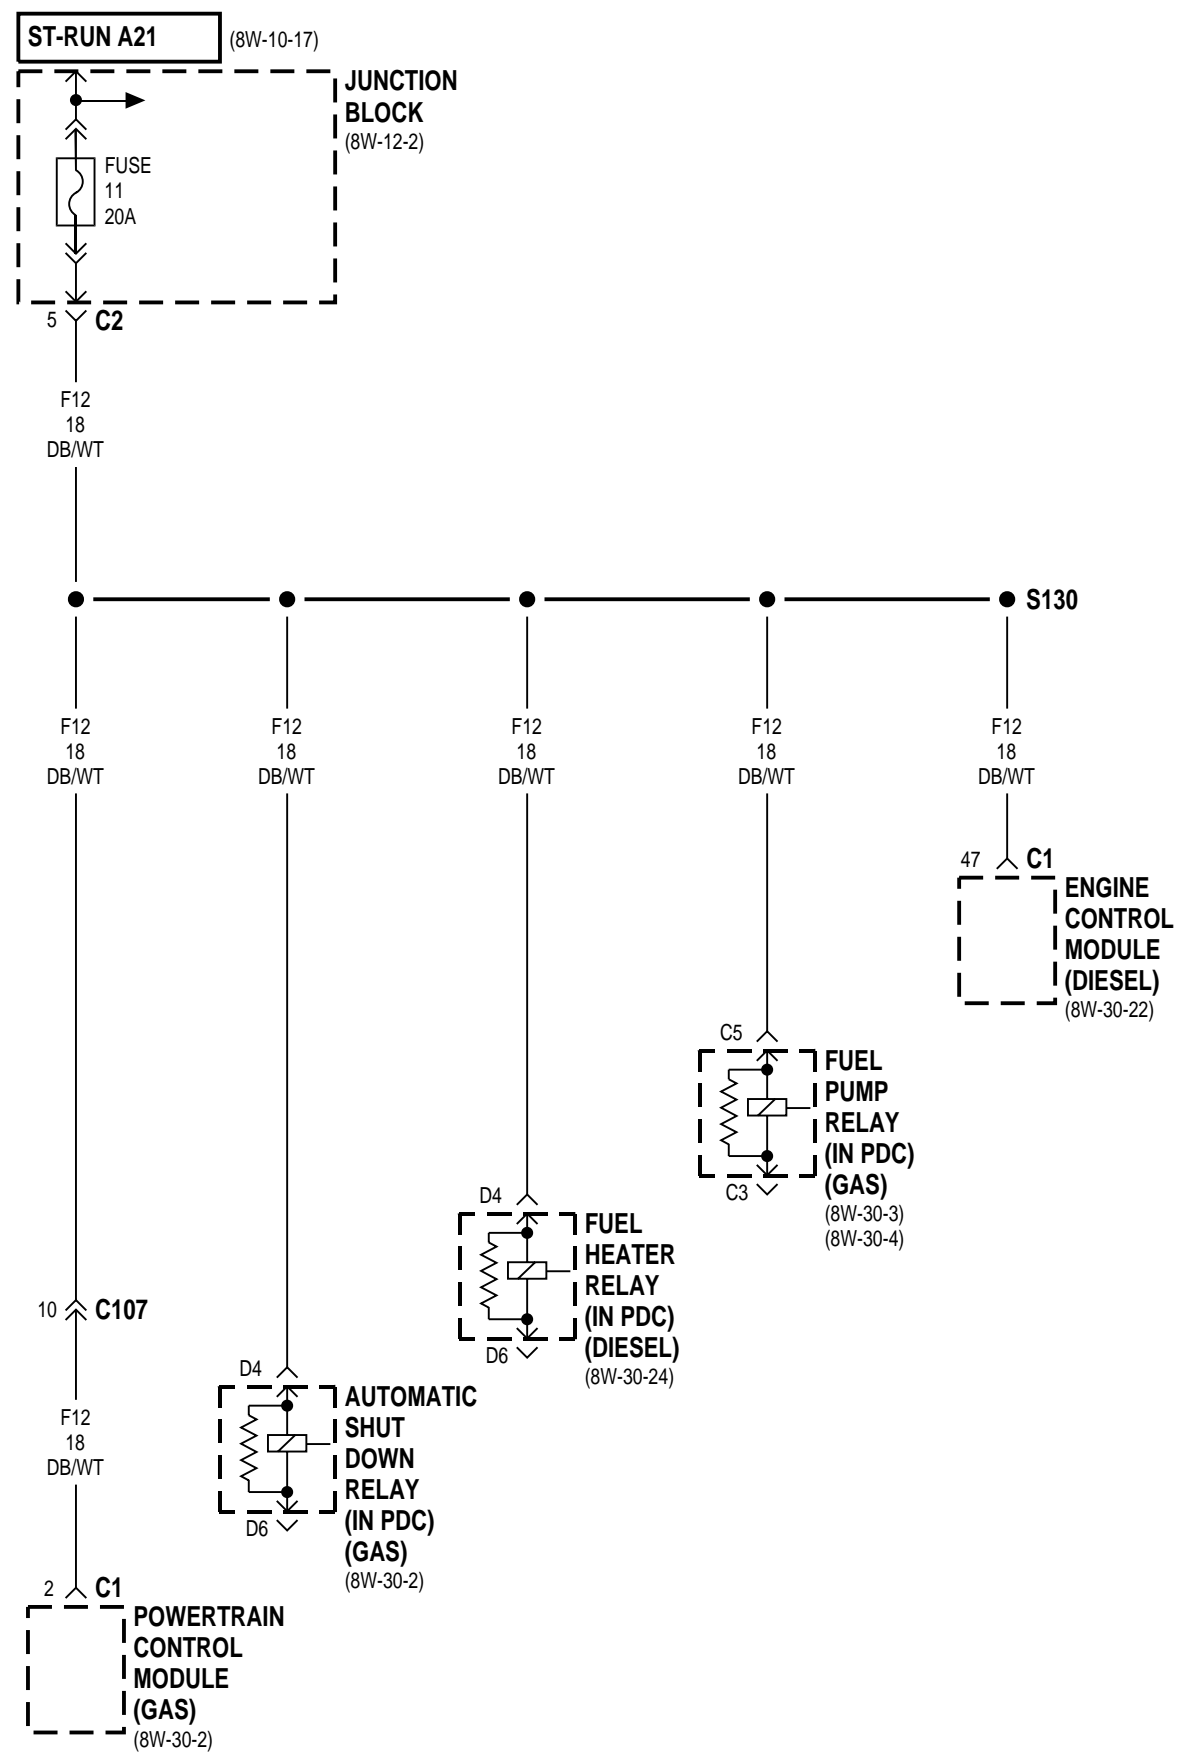 ST-RUN A21
(8W-10-17)
JUNCTION
BLOCK
(8W-12-2)
FUSE
11
20A
5
C2
F12
18
DB/WT
S130
F12
18
DB/WT
F12
18
DB/WT
F12
18
DB/WT
F12
18
DB/WT
F12
18
DB/WT
47
C1
ENGINE
CONTROL
MODULE
(DIESEL)
(8W-30-22)
C5
FUEL
PUMP
RELAY
(IN PDC)
(GAS)
(8W-30-3)
(8W-30-4)
C3
D4
FUEL
HEATER
RELAY
(IN PDC)
(DIESEL)
(8W-30-24)
D6
10
C107
D4
AUTOMATIC
SHUT
DOWN
RELAY
(IN PDC)
(GAS)
(8W-30-2)
D6
F12
18
DB/WT
2
C1
POWERTRAIN
CONTROL
MODULE
(GAS)
(8W-30-2)